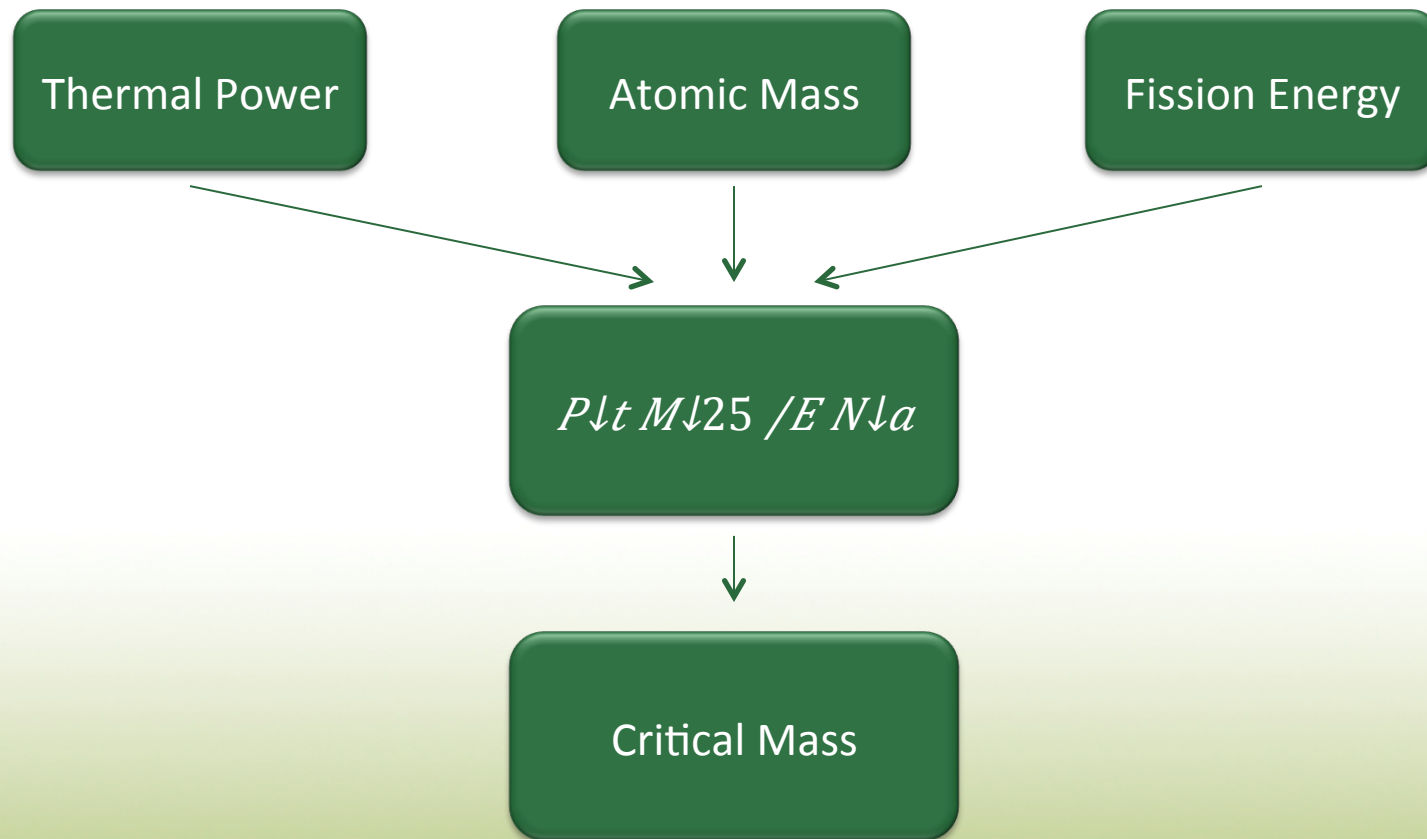 Thermal Power
Atomic Mass
Fission Energy
P↓t M↓25 /E N↓a
Critical Mass